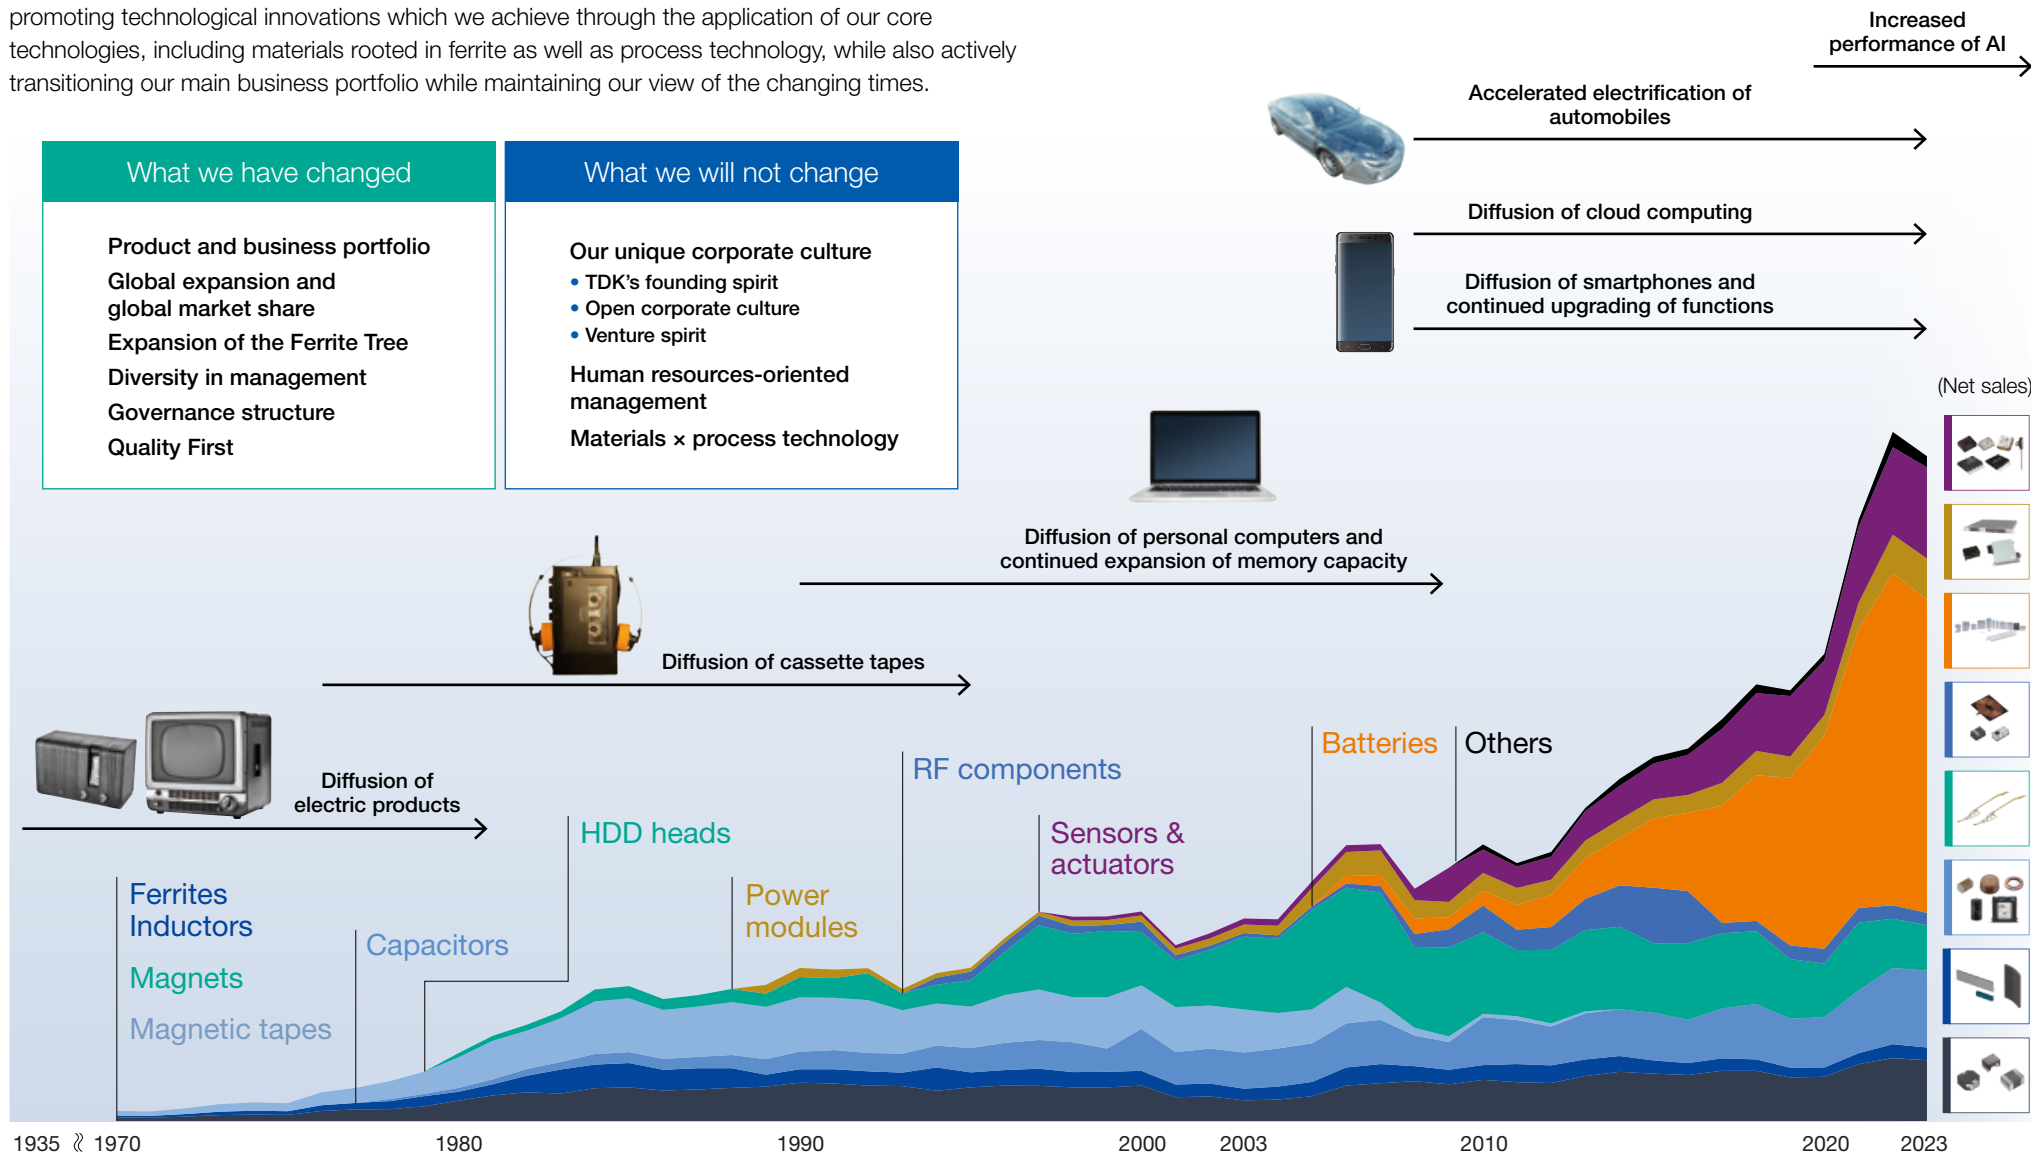 promoting technological innovations which we achieve through the application of our core
technologies, including materials rooted in ferrite as well as process technology, while also actively
transitioning our main business portfolio while maintaining our view of the changing times.
Increased
performance of AI
Accelerated electrification of
automobiles
What we have changed
Product and business portfolio
Global expansion and
global market share
Expansion of the Ferrite Tree
Diversity in management
Governance structure
Quality First
What we will not change
Our unique corporate culture
• TDK’s founding spirit
• Open corporate culture
• Venture spirit
Human resources-oriented
management
Materials × process technology
Diffusion of cloud computing
Diffusion of smartphones and
continued upgrading of functions
(Net sales)
Diffusion of personal computers and
continued expansion of memory capacity
Diffusion of cassette tapes
Diffusion of
electric products
Ferrites
Inductors
Magnets
Magnetic tapes
Capacitors
HDD heads
Power
modules
RF components
Sensors &
actuators
Batteries
Others
1935 1970 1980 1990 2000 2003 2010 2020 2023